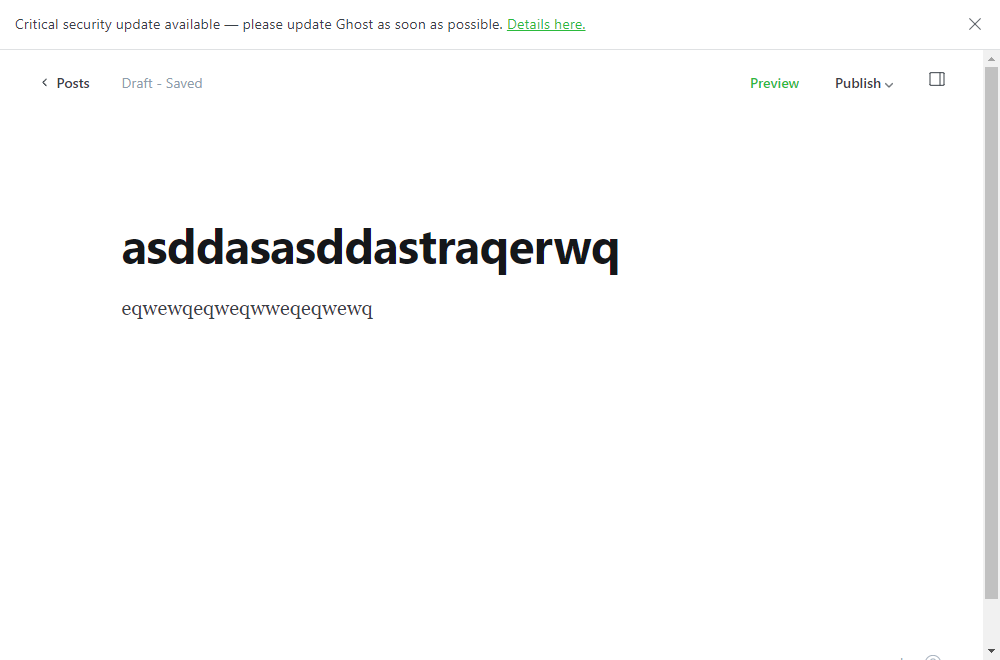 Critical security update available — please update Ghost as soon as possible. Details here.
Posts
Draft - Saved
Preview
Publish
asddasasddastraqerwq
eqwewqeqweqwweqeqwewq